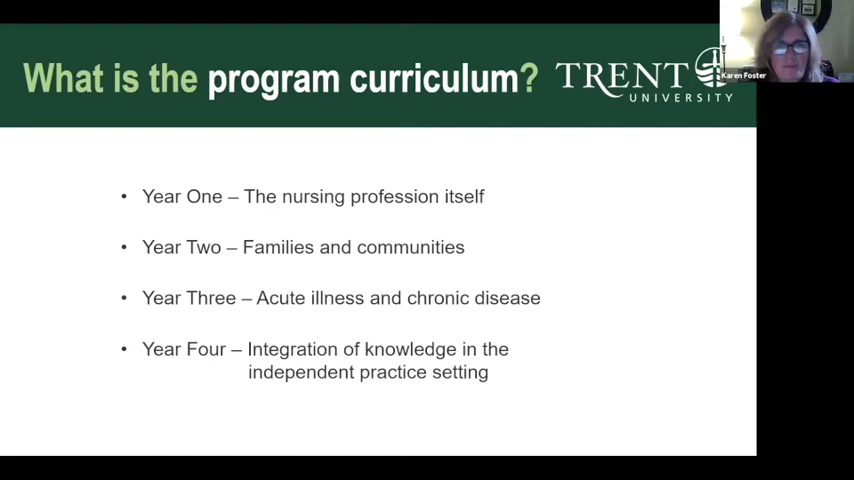 What is the program curriculum?
TRENT
UNIVERSITY
Karen Foster
• Year One – The nursing profession itself
• Year Two – Families and communities
• Year Three – Acute illness and chronic disease
• Year Four – Integration of knowledge in the
independent practice setting